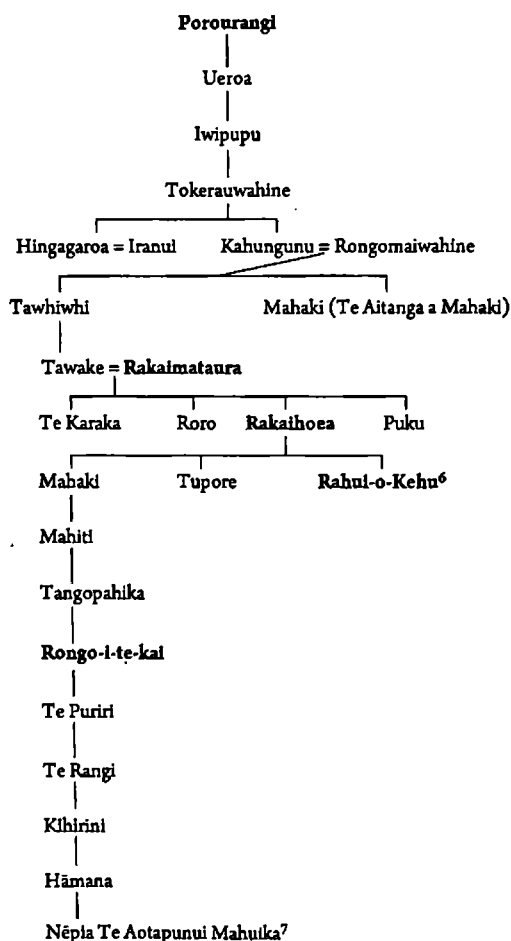 Porourangi
Ueroa
Iwipupu
Tokerauwahine
Hingagaroa = Iranui Kahungunu = Rongomaiwahine
Tawhiwhi Mahaki (Te Aitanga a Mahaki)
Tawake = Rakaimataura
Te Karaka Roro Rakaihoea Puku
Mahaki Tupore Rahui-o-Kehu⁶
Mahiti
Tangopahika
Rongo-i-te-kai
Te Puriri
Te Rangi
Kihirini
Hāmana
Nēpia Te Aotapunui Mahuika⁷